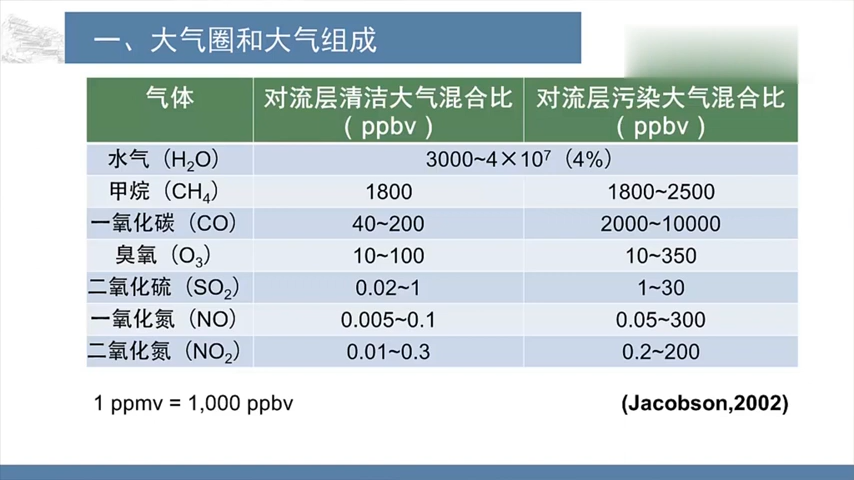 一、大气圈和大气组成
气体 对流层清洁大气混合比（ppbv） 对流层污染大气混合比（ppbv）
水气（H₂O） 3000~4×10⁷（4%）
甲烷（CH₄） 1800 1800~2500
一氧化碳（CO） 40~200 2000~10000
臭氧（O₃） 10~100 10~350
二氧化硫（SO₂） 0.02~1 1~30
一氧化氮（NO） 0.005~0.1 0.05~300
二氧化氮（NO₂） 0.01~0.3 0.2~200
1 ppmv = 1,000 ppbv (Jacobson,2002)